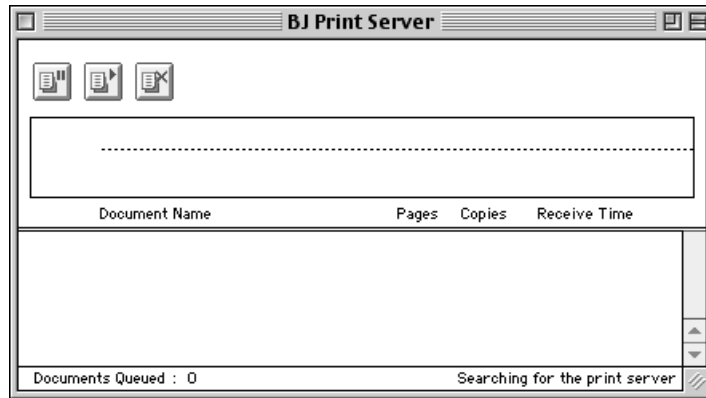 BJ Print Server
Document Name Pages Copies Receive Time
Documents Queued : 0 Searching for the print server